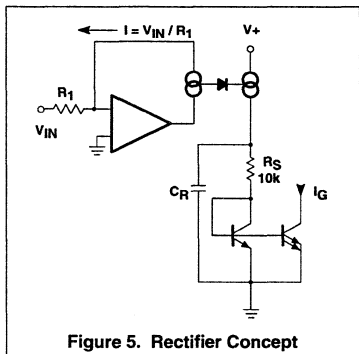 I = VIN / R1
V+
R1
VIN
RS
10k
CR
IG
Figure 5. Rectifier Concept